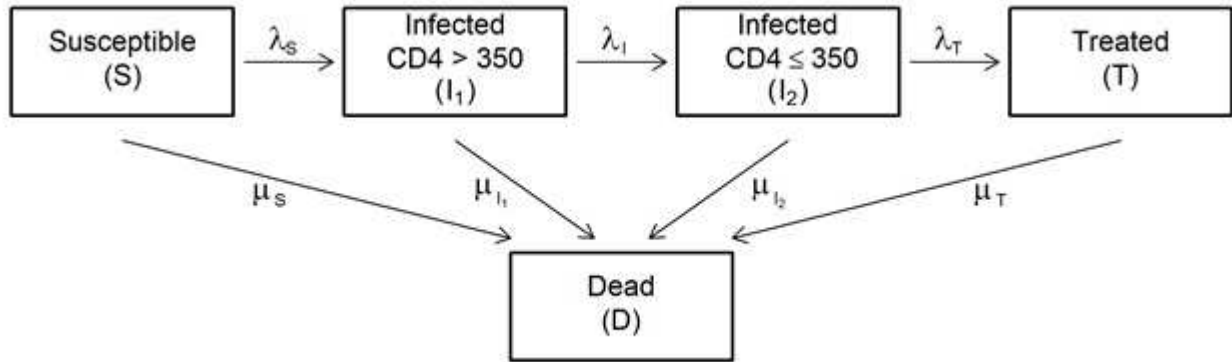 Susceptible
(S)
λS
Infected
CD4 > 350
(I1)
λI
Infected
CD4 ≤ 350
(I2)
λT
Treated
(T)
μS
μI1
μI2
μT
Dead
(D)